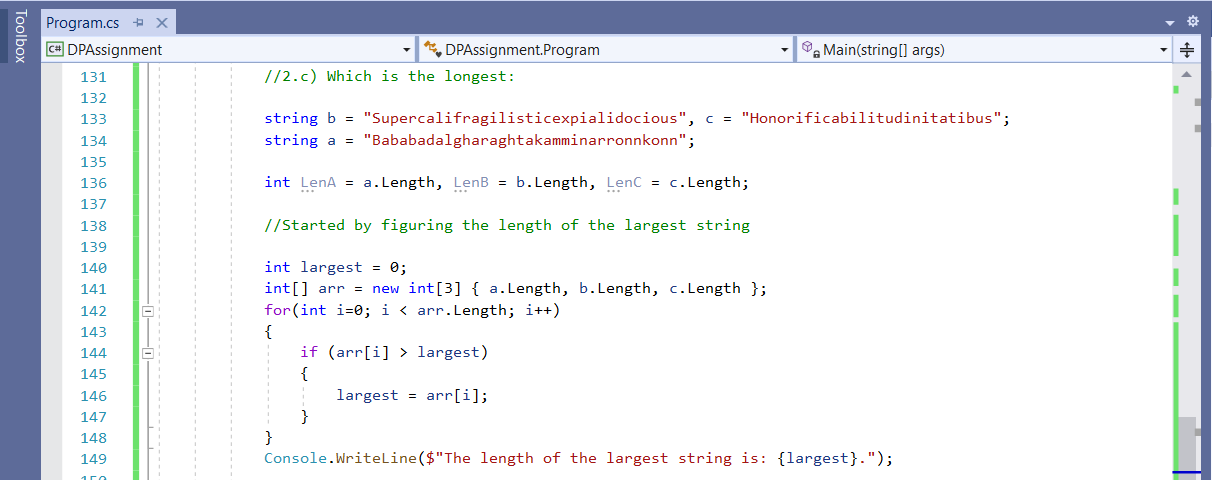 Toolbox
Program.cs
C# DPAssignment DPAssignment.Program Main(string[] args)
131 //2.c) Which is the longest:
132
133 string b = "Supercalifragilisticexpialidocious", c = "Honorificabilitudinitatibus";
134 string a = "Bababadalgharaghtakamminarronnkonn";
135
136 int LenA = a.Length, LenB = b.Length, LenC = c.Length;
137
138 //Started by figuring the length of the largest string
139
140 int largest = 0;
141 int[] arr = new int[3] { a.Length, b.Length, c.Length };
142 for(int i=0; i < arr.Length; i++)
143 {
144 if (arr[i] > largest)
145 {
146 largest = arr[i];
147 }
148 }
149 Console.WriteLine($"The length of the largest string is: {largest}.");
150